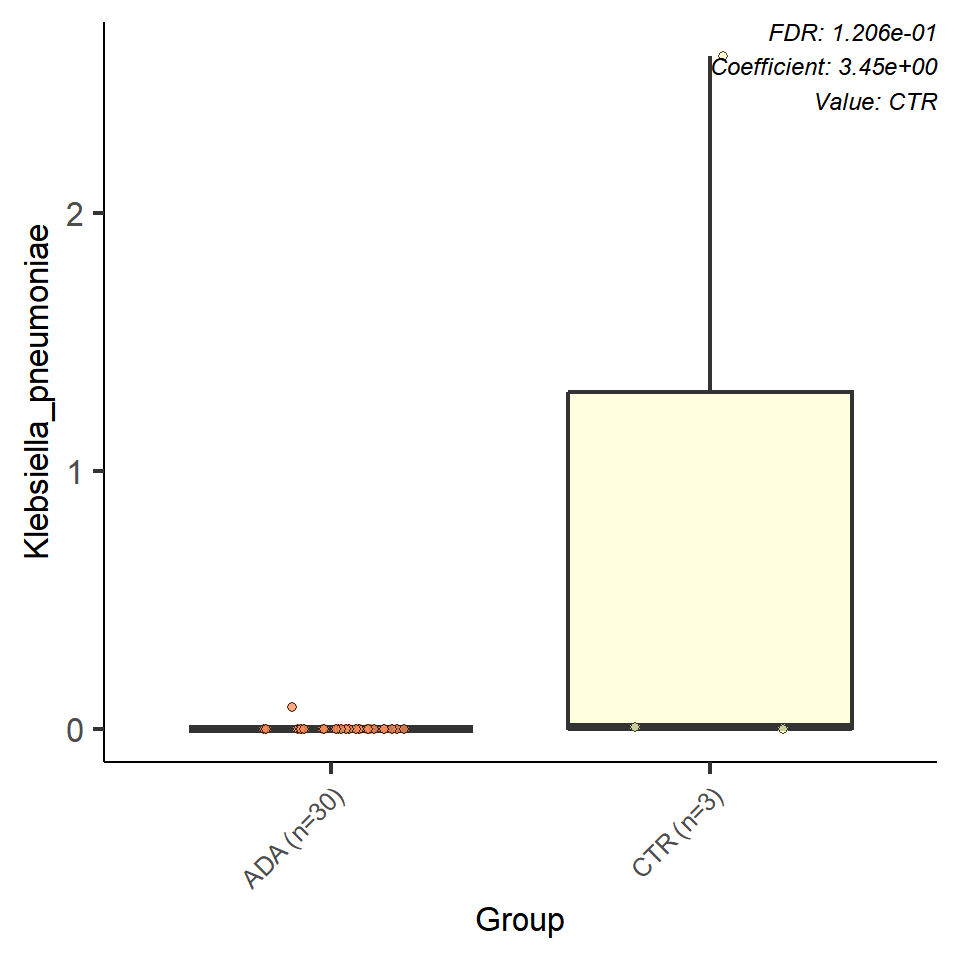 FDR: 1.206e-01
Coefficient: 3.45e+00
Value: CTR
Klebsiella_pneumoniae
2
1
0
ADA (n=30)
CTR (n=3)
Group